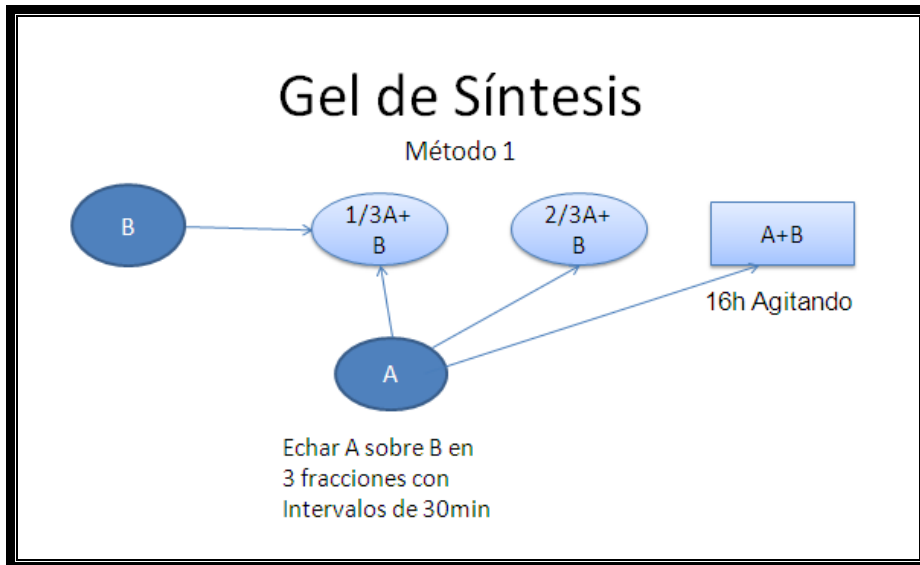 Gel de Síntesis
Método 1
B
1/3A+
B
2/3A+
B
A+B
16h Agitando
A
Echar A sobre B en
3 fracciones con
Intervalos de 30min